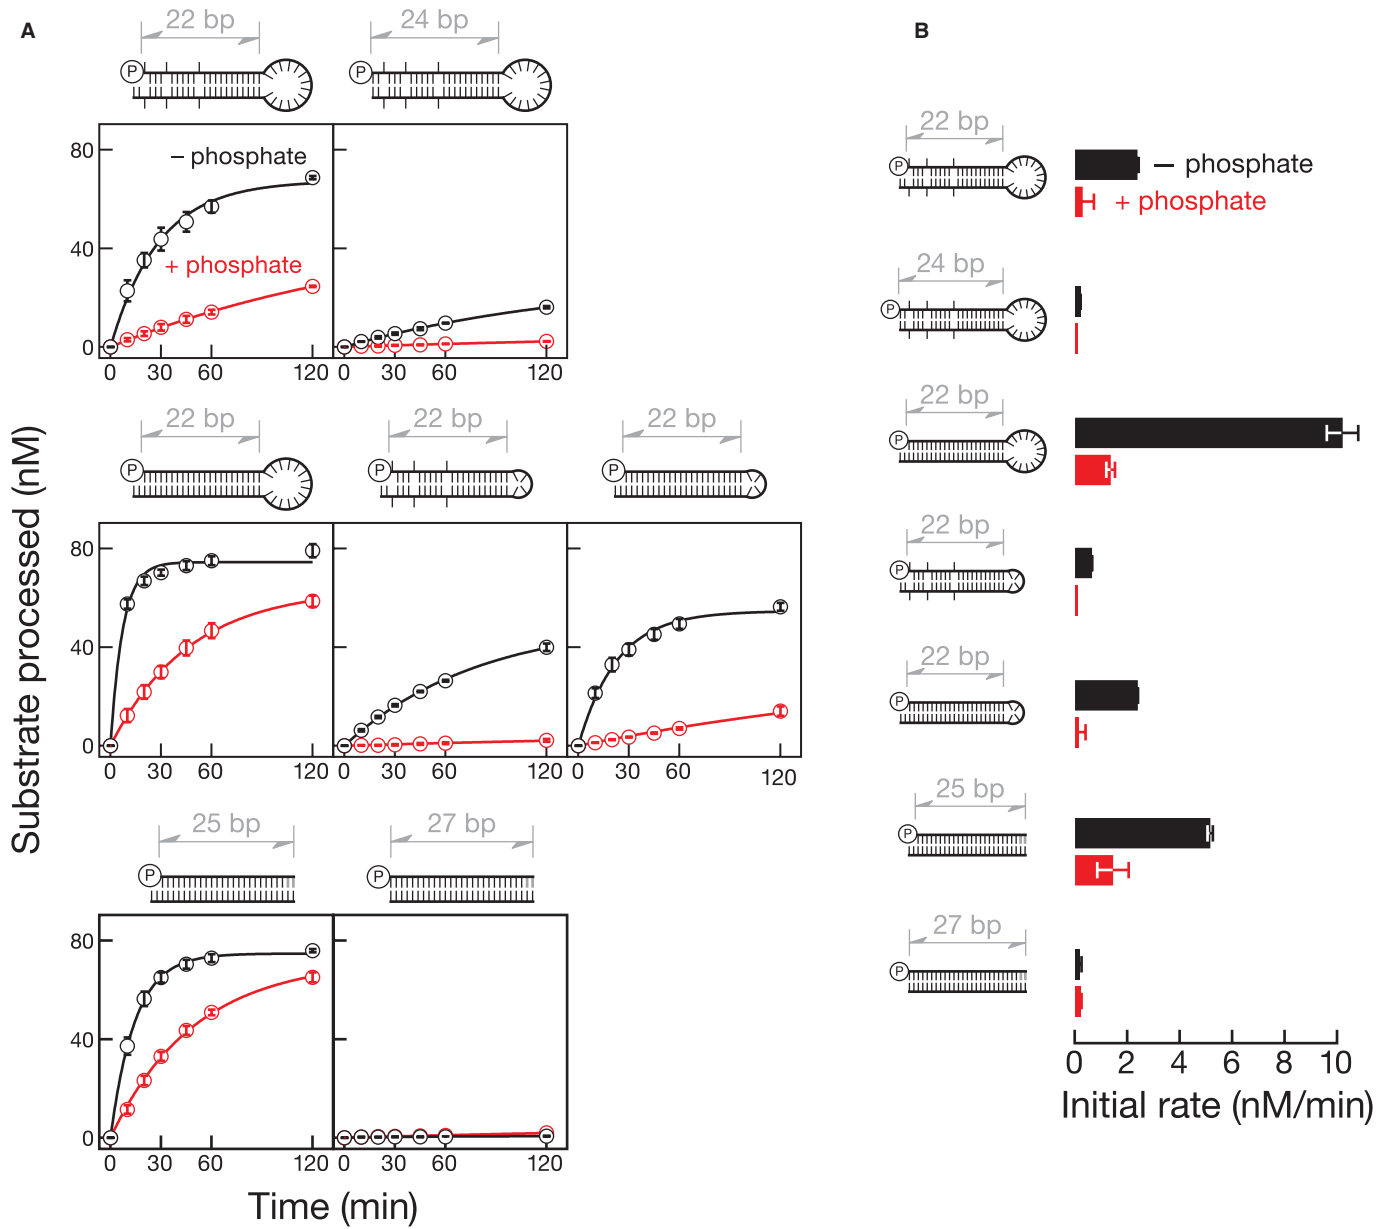 A
22 bp
24 bp
P
P
80
40
0
– phosphate
+ phosphate
0 30 60 120
0 30 60 120
22 bp
22 bp
22 bp
P
P
P
80
40
0
0 30 60 120
0 30 60 120
0 30 60 120
25 bp
27 bp
P
P
80
40
0
0 30 60 120
0 30 60 120
Substrate processed (nM)
Time (min)
B
22 bp
P
– phosphate
+ phosphate
24 bp
P
22 bp
P
22 bp
P
22 bp
P
25 bp
P
27 bp
P
0 2 4 6 8 10
Initial rate (nM/min)